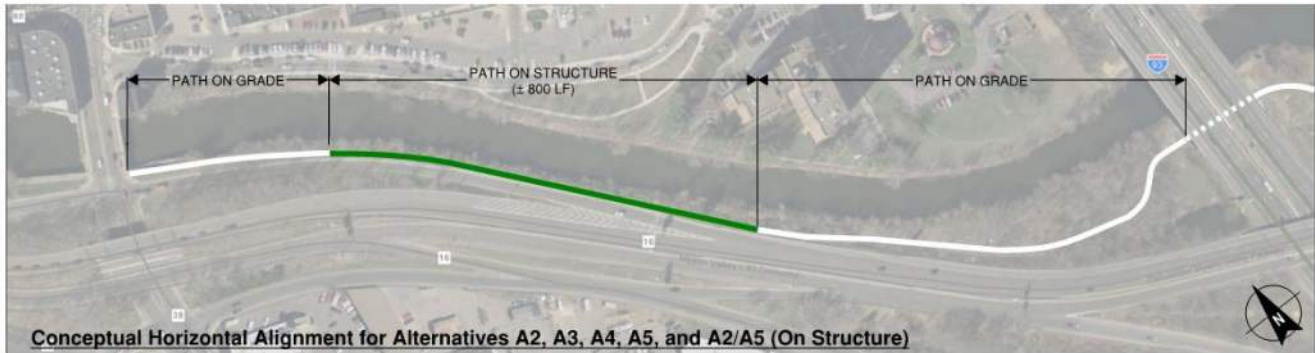 PATH ON GRADE
PATH ON STRUCTURE
(± 800 LF)
PATH ON GRADE
93
16
16
38
N
Conceptual Horizontal Alignment for Alternatives A2, A3, A4, A5, and A2/A5 (On Structure)